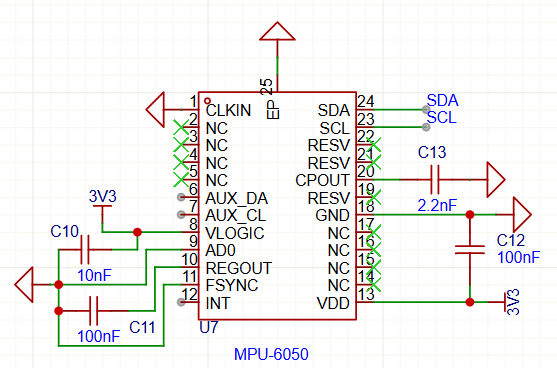 EP 25
1 CLKIN
2 NC
3 NC
4 NC
5 NC
6 AUX_DA
7 AUX_CL
8 VLOGIC
9 AD0
10 REGOUT
11 FSYNC
12 INT
SDA 24 SDA
SCL 23 SCL
RESV 22
RESV 21
CPOUT 20
RESV 19
GND 18
NC 17
NC 16
NC 15
NC 14
VDD 13
C13
2.2nF
C12
100nF
3V3
3V3
C10
10nF
C11
100nF
U7
MPU-6050